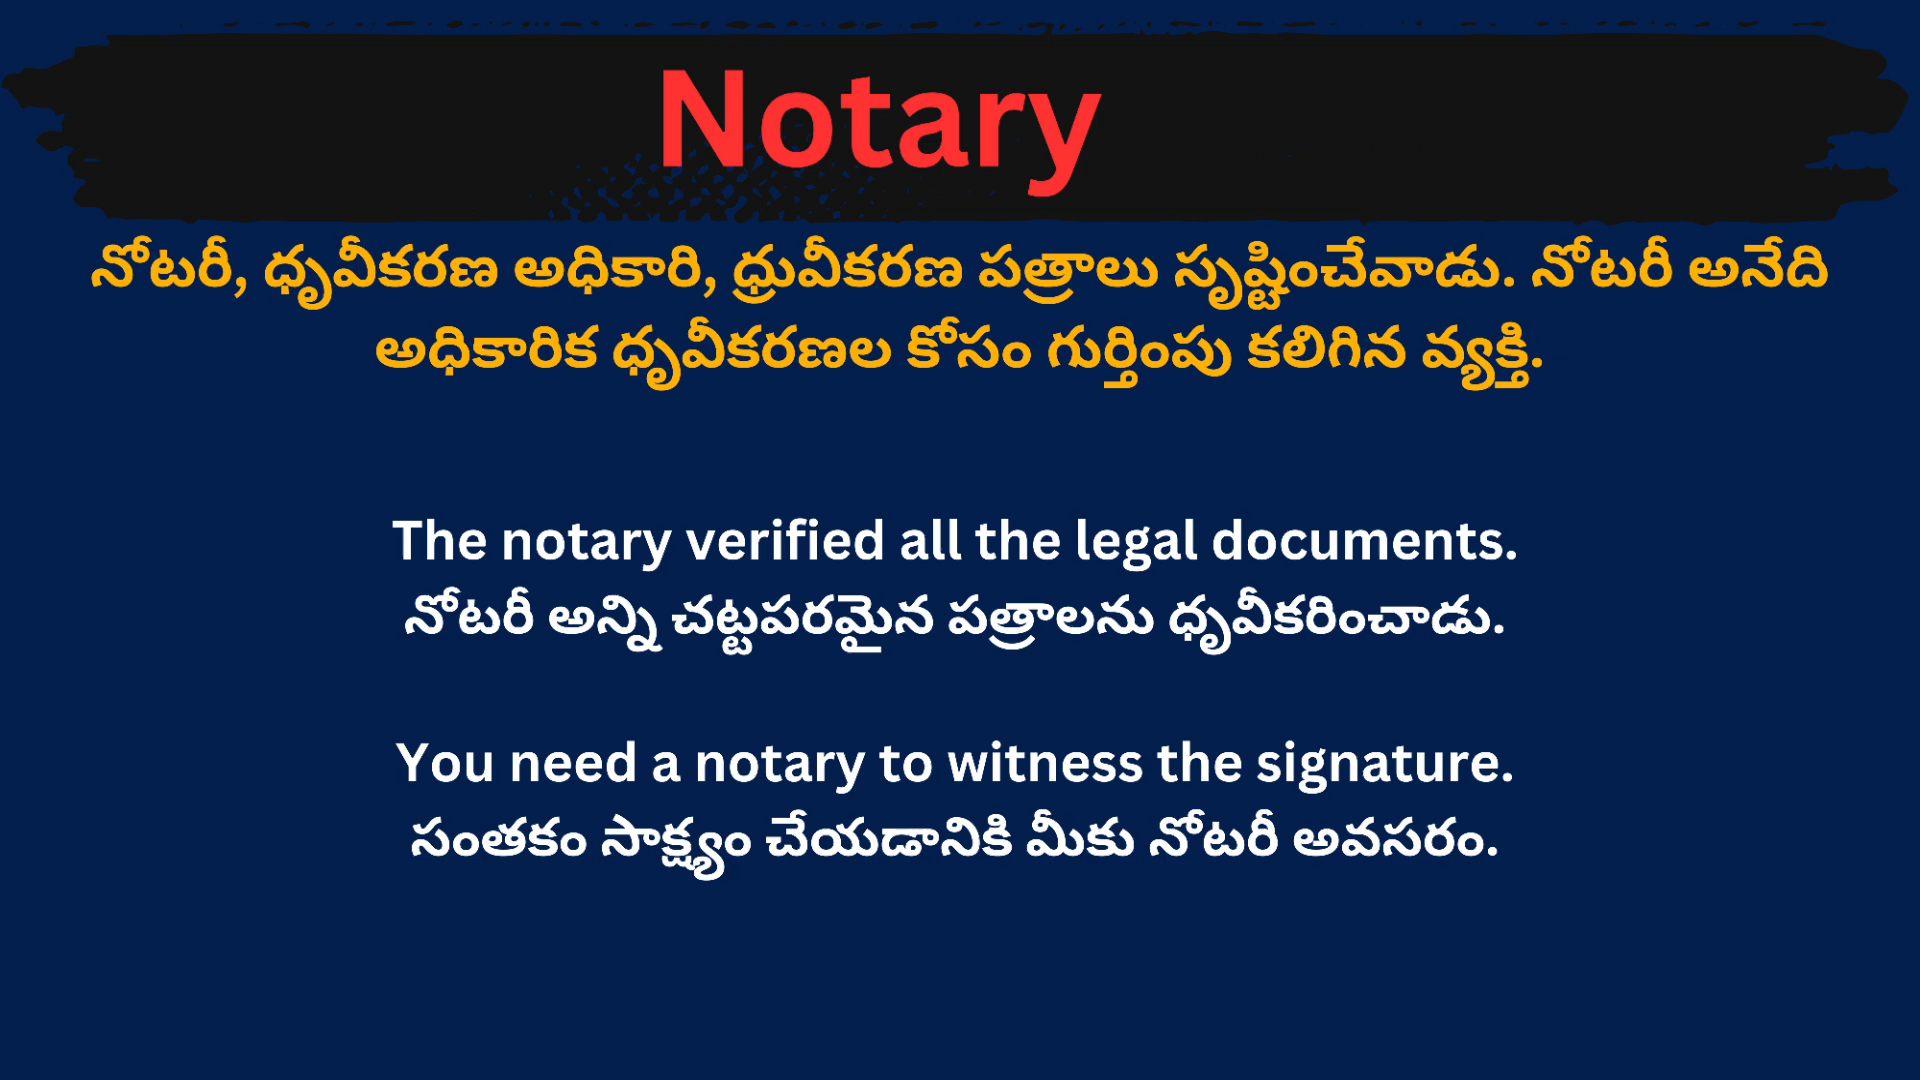 Notary
నోటరీ, ధృవీకరణ అధికారి, ధ్రువీకరణ పత్రాలు సృష్టించేవాడు. నోటరీ అనేది
అధికారిక ధృవీకరణల కోసం గుర్తింపు కలిగిన వ్యక్తి.
The notary verified all the legal documents.
నోటరీ అన్ని చట్టపరమైన పత్రాలను ధృవీకరించాడు.
You need a notary to witness the signature.
సంతకం సాక్ష్యం చేయడానికి మీకు నోటరీ అవసరం.